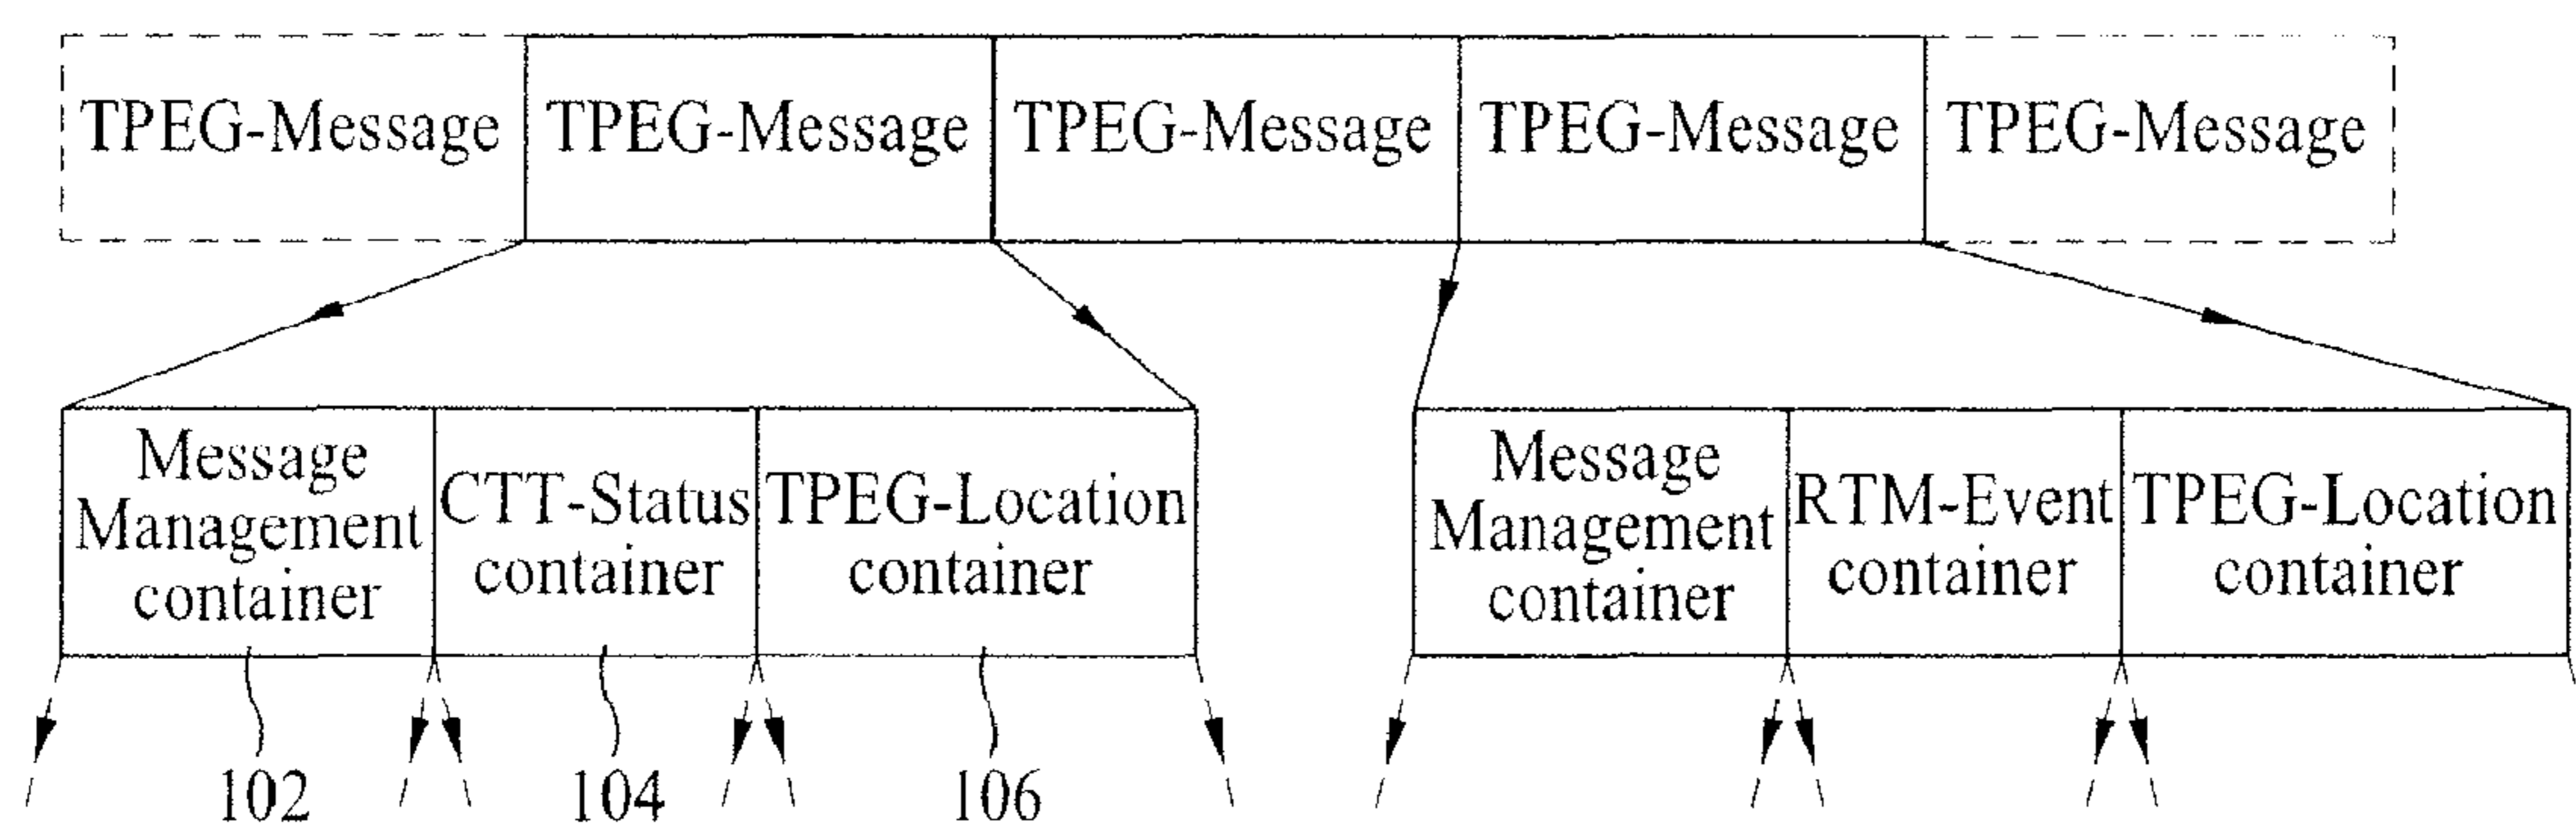 TPEG-Message TPEG-Message TPEG-Message TPEG-Message TPEG-Message
Message
Management
container
CTT-Status
container
TPEG-Location
container
Message
Management
container
RTM-Event
container
TPEG-Location
container
102 104 106